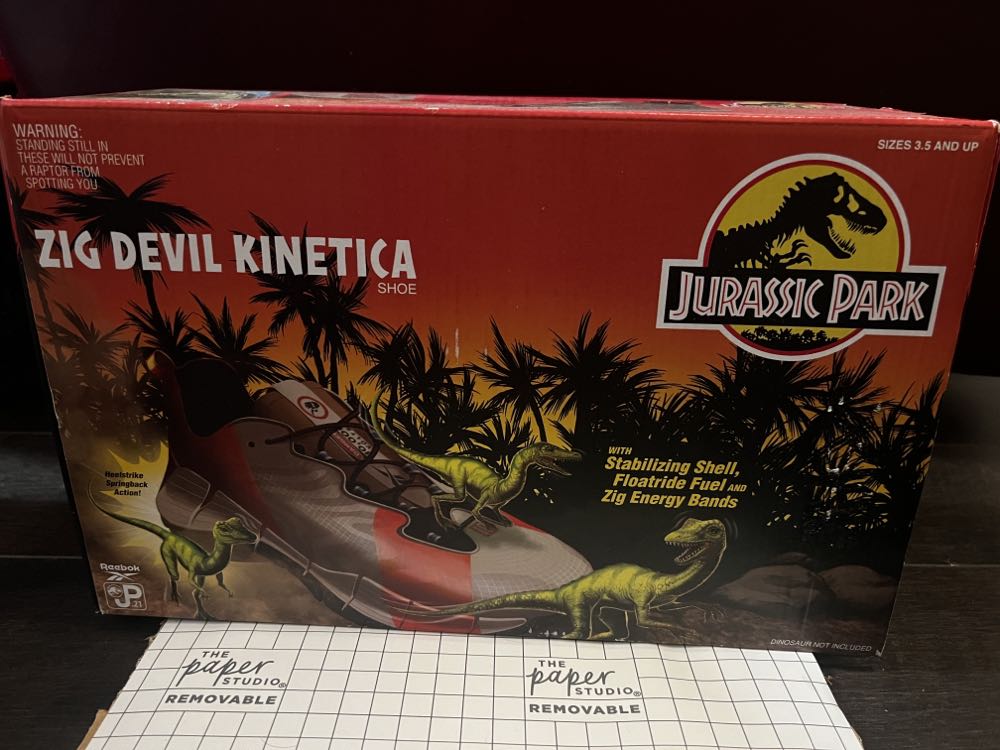 WARNING:
STANDING STILL IN
THESE WILL NOT PREVENT
A RAPTOR FROM
SPOTTING YOU
SIZES 3.5 AND UP
ZIG DEVIL KINETICA
SHOE
JURASSIC PARK
WITH
Stabilizing Shell,
Floatride Fuel AND
Zig Energy Bands
Heelstrike
Springback
Action!
Reebok
JP
21
DINOSAUR NOT INCLUDED
THE
paper
STUDIO®
REMOVABLE
THE
paper
STUDIO®
REMOVABLE